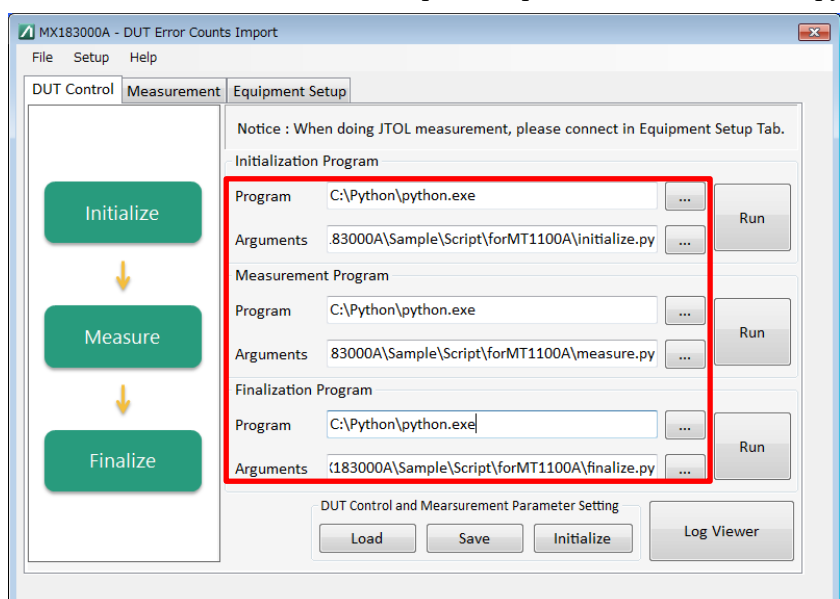 MX183000A - DUT Error Counts Import
File Setup Help
DUT Control Measurement Equipment Setup
Notice : When doing JTOL measurement, please connect in Equipment Setup Tab.
Initialization Program
Program C:\Python\python.exe ...
Arguments .83000A\Sample\Script\forMT1100A\initialize.py ...
Run
Measurement Program
Program C:\Python\python.exe ...
Arguments 83000A\Sample\Script\forMT1100A\measure.py ...
Run
Finalization Program
Program C:\Python\python.exe ...
Arguments 183000A\Sample\Script\forMT1100A\finalize.py ...
Run
Initialize
Measure
Finalize
DUT Control and Mearsurement Parameter Setting
Load Save Initialize
Log Viewer